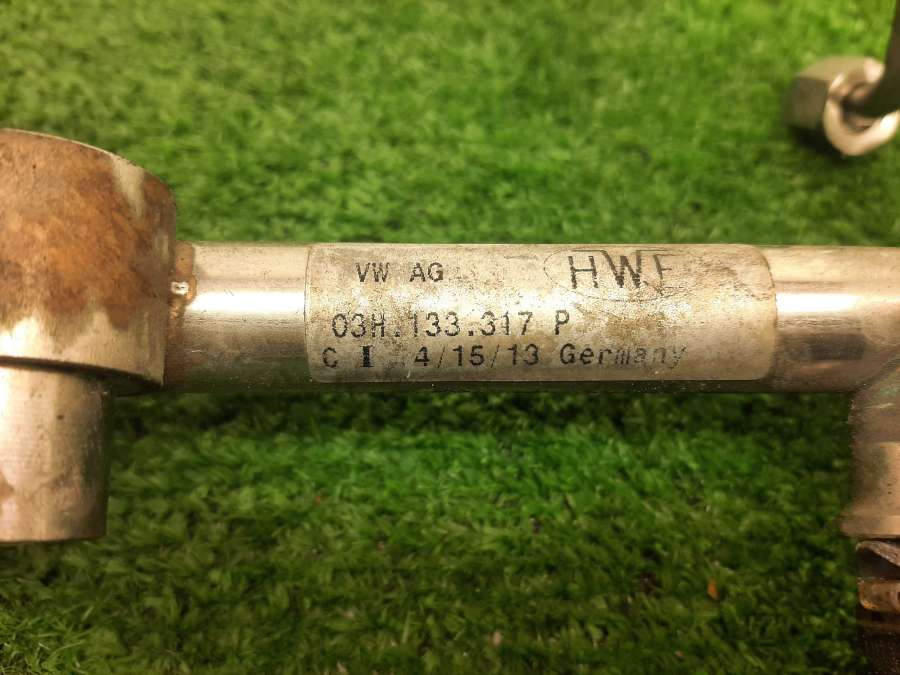 VW AG HWF
03H.133.317 P
C I 4/15/13 Germany